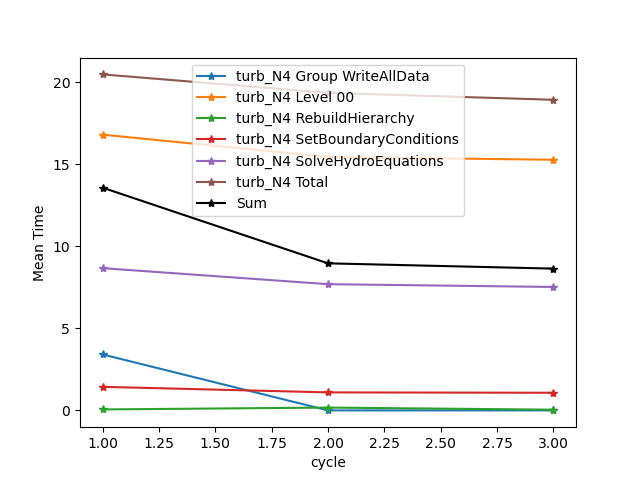 turb_N4 Group WriteAllData
turb_N4 Level 00
turb_N4 RebuildHierarchy
turb_N4 SetBoundaryConditions
turb_N4 SolveHydroEquations
turb_N4 Total
Sum
Mean Time
20
15
10
5
0
1.00 1.25 1.50 1.75 2.00 2.25 2.50 2.75 3.00
cycle